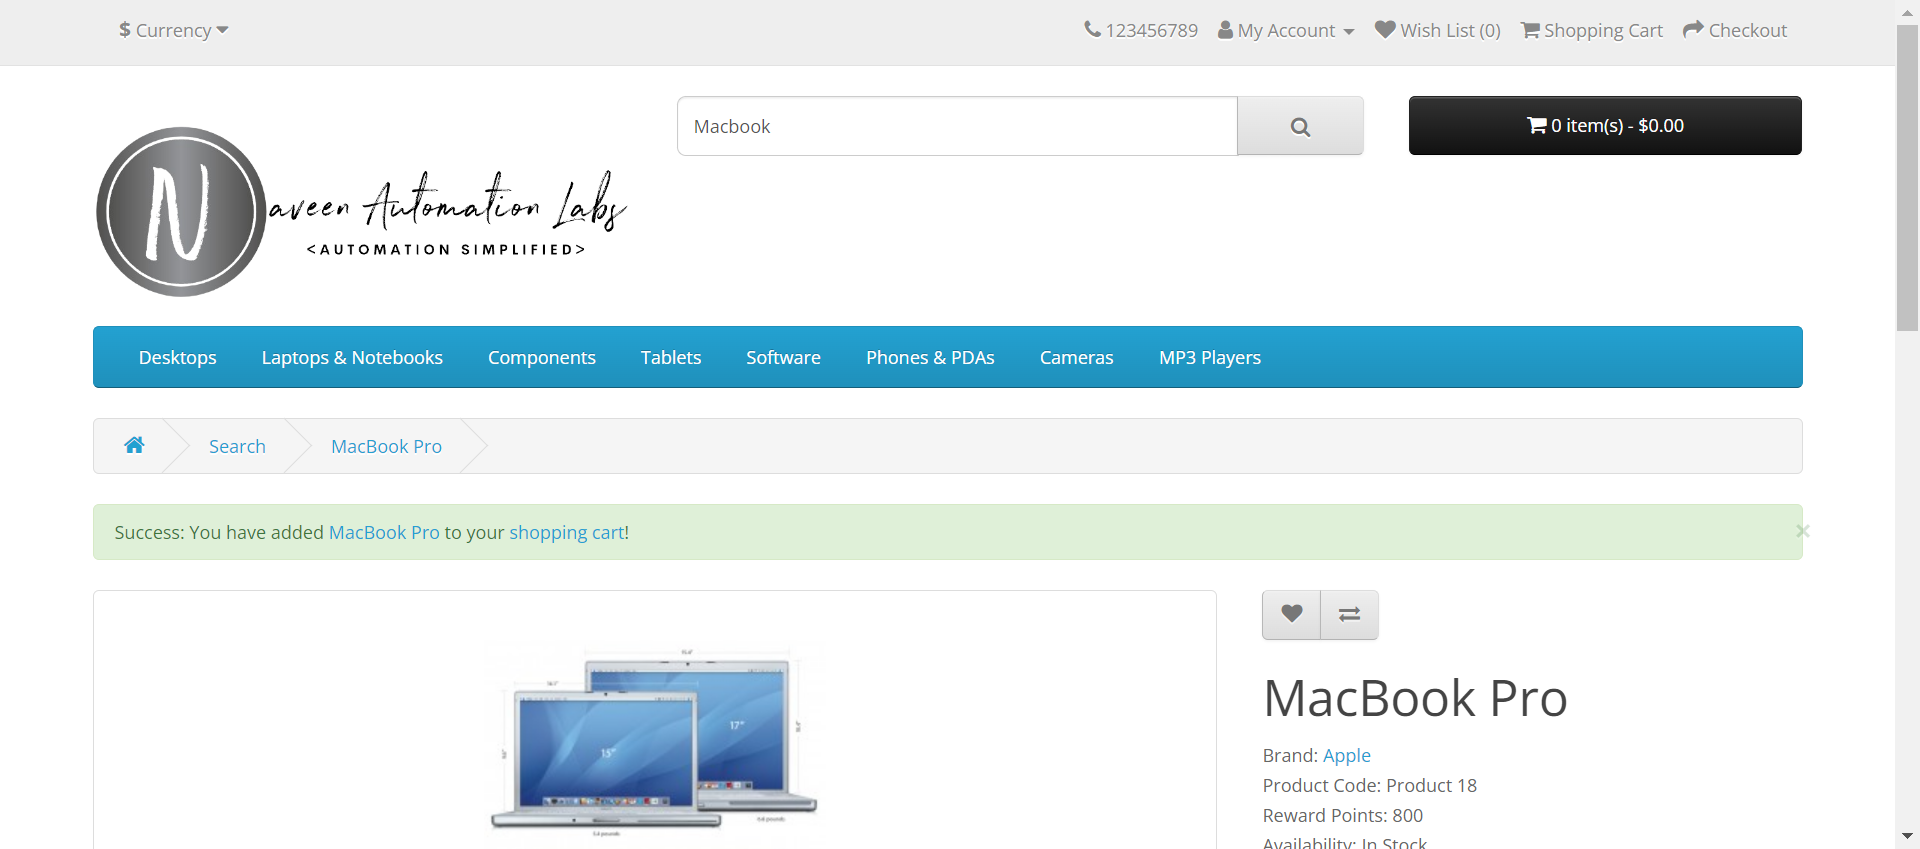 $ Currency
123456789 My Account Wish List (0) Shopping Cart Checkout
Macbook
0 item(s) - $0.00
Naveen Automation Labs
<AUTOMATION SIMPLIFIED>
Desktops Laptops & Notebooks Components Tablets Software Phones & PDAs Cameras MP3 Players
Search MacBook Pro
Success: You have added MacBook Pro to your shopping cart!
×
17"
15"
MacBook Pro
Brand: Apple
Product Code: Product 18
Reward Points: 800
Availability: In Stock